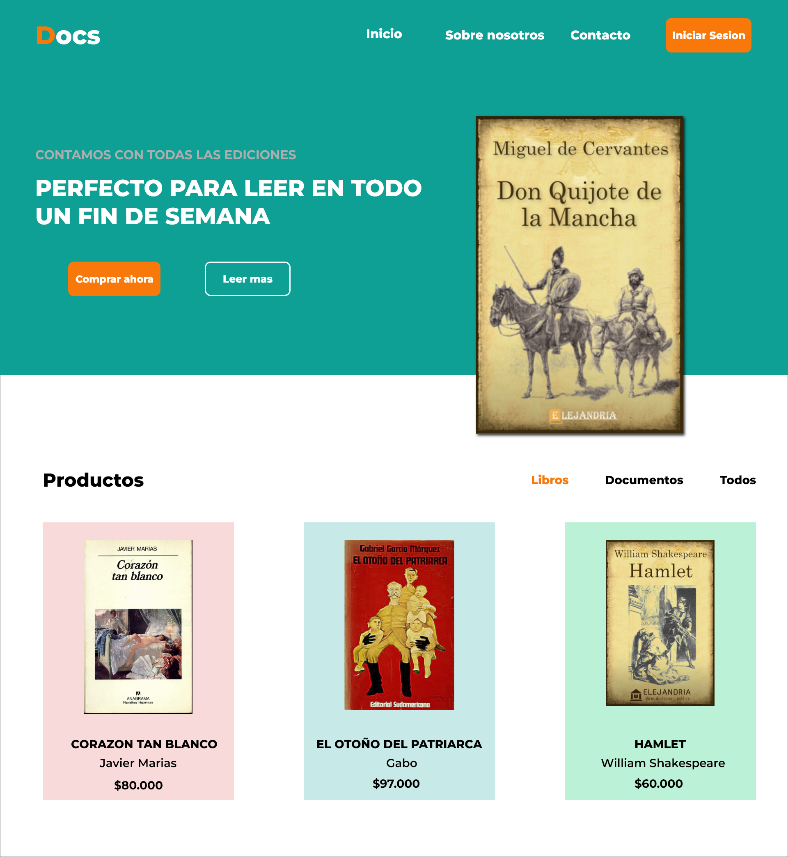 Docs
Inicio
Sobre nosotros
Contacto
Iniciar Sesion
CONTAMOS CON TODAS LAS EDICIONES
PERFECTO PARA LEER EN TODO
UN FIN DE SEMANA
Comprar ahora
Leer mas
Miguel de Cervantes
Don Quijote de
la Mancha
ELEJANDRIA
Productos
Libros
Documentos
Todos
JAVIER MARIAS
Corazón
tan blanco
ANAGRAMA
CORAZON TAN BLANCO
Javier Marias
$80.000
Gabriel García Márquez
EL OTOÑO DEL PATRIARCA
Editorial Sudamericana
EL OTOÑO DEL PATRIARCA
Gabo
$97.000
William Shakespeare
Hamlet
ELEJANDRIA
HAMLET
William Shakespeare
$60.000